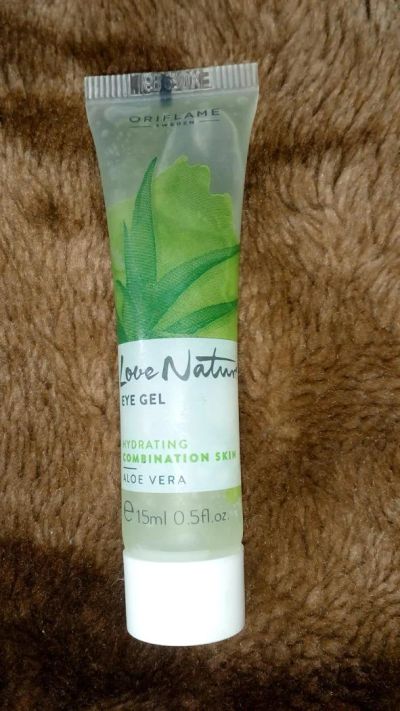 ORIFLAME
SWEDEN
Love Natur
EYE GEL
HYDRATING
COMBINATION SKIN
ALOE VERA
e 15ml 0.5fl.oz.